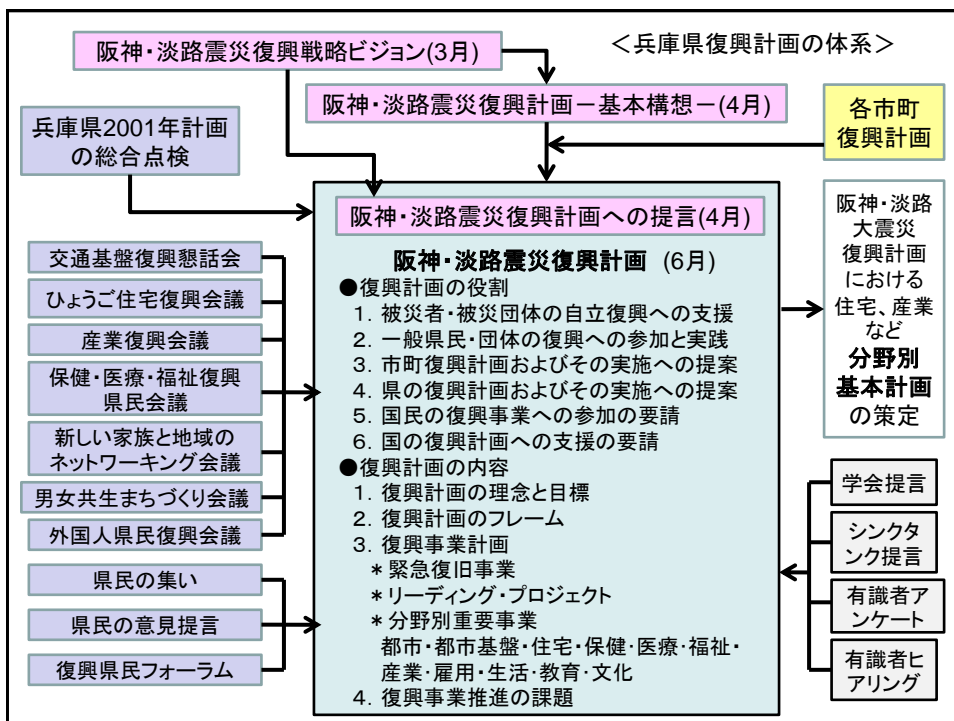 阪神・淡路震災復興戦略ビジョン(3月)
＜兵庫県復興計画の体系＞
阪神・淡路震災復興計画－基本構想－(4月)
各市町
復興計画
兵庫県2001年計画
の総合点検
阪神・淡路震災復興計画への提言(4月)
阪神・淡路震災復興計画 (6月)
●復興計画の役割
1．被災者・被災団体の自立復興への支援
2．一般県民・団体の復興への参加と実践
3．市町復興計画およびその実施への提案
4．県の復興計画およびその実施への提案
5．国民の復興事業への参加の要請
6．国の復興計画への支援の要請
●復興計画の内容
1．復興計画の理念と目標
2．復興計画のフレーム
3．復興事業計画
＊緊急復旧事業
＊リーディング・プロジェクト
＊分野別重要事業
都市・都市基盤・住宅・保健・医療・福祉・
産業・雇用・生活・教育・文化
4．復興事業推進の課題
交通基盤復興懇話会
ひょうご住宅復興会議
産業復興会議
保健・医療・福祉復興
県民会議
新しい家族と地域の
ネットワーキング会議
男女共生まちづくり会議
外国人県民復興会議
県民の集い
県民の意見提言
復興県民フォーラム
阪神・淡路
大震災
復興計画
における
住宅、産業
など
分野別
基本計画
の策定
学会提言
シンクタ
ンク提言
有識者ア
ンケート
有識者ヒ
アリング